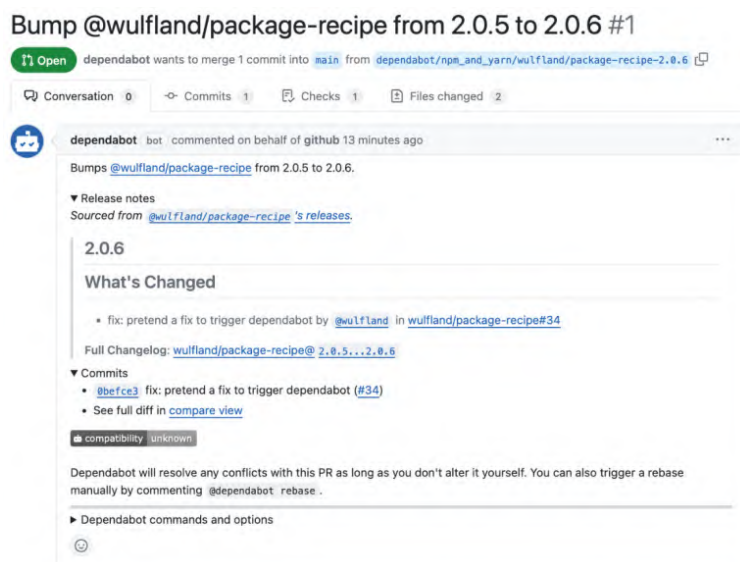 Bump @wulfland/package-recipe from 2.0.5 to 2.0.6 #1
Open dependabot wants to merge 1 commit into main from dependabot/npm_and_yarn/wulfland/package-recipe-2.0.6
Conversation 0 Commits 1 Checks 1 Files changed 2
dependabot bot commented on behalf of github 13 minutes ago ...
Bumps @wulfland/package-recipe from 2.0.5 to 2.0.6.
▼ Release notes
Sourced from @wulfland/package-recipe 's releases.
2.0.6
What's Changed
• fix: pretend a fix to trigger dependabot by @wulfland in wulfland/package-recipe#34
Full Changelog: wulfland/package-recipe@ 2.0.5...2.0.6
▼ Commits
• 0befce3 fix: pretend a fix to trigger dependabot (#34)
• See full diff in compare view
compatibility unknown
Dependabot will resolve any conflicts with this PR as long as you don't alter it yourself. You can also trigger a rebase
manually by commenting @dependabot rebase .
▶ Dependabot commands and options